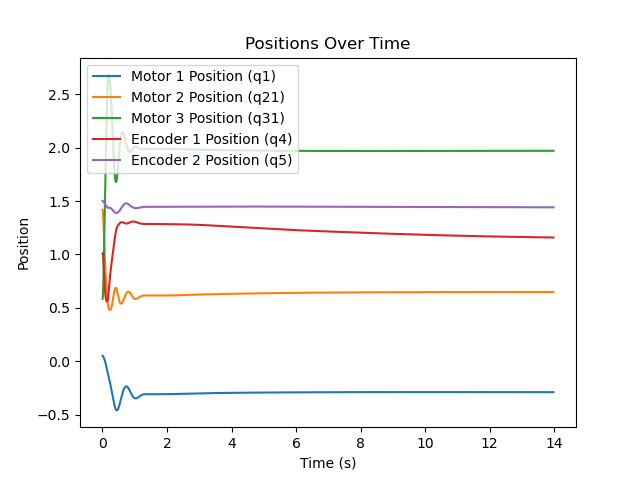 Positions Over Time
Motor 1 Position (q1)
Motor 2 Position (q21)
Motor 3 Position (q31)
Encoder 1 Position (q4)
Encoder 2 Position (q5)
Position
2.5
2.0
1.5
1.0
0.5
0.0
−0.5
0 2 4 6 8 10 12 14
Time (s)